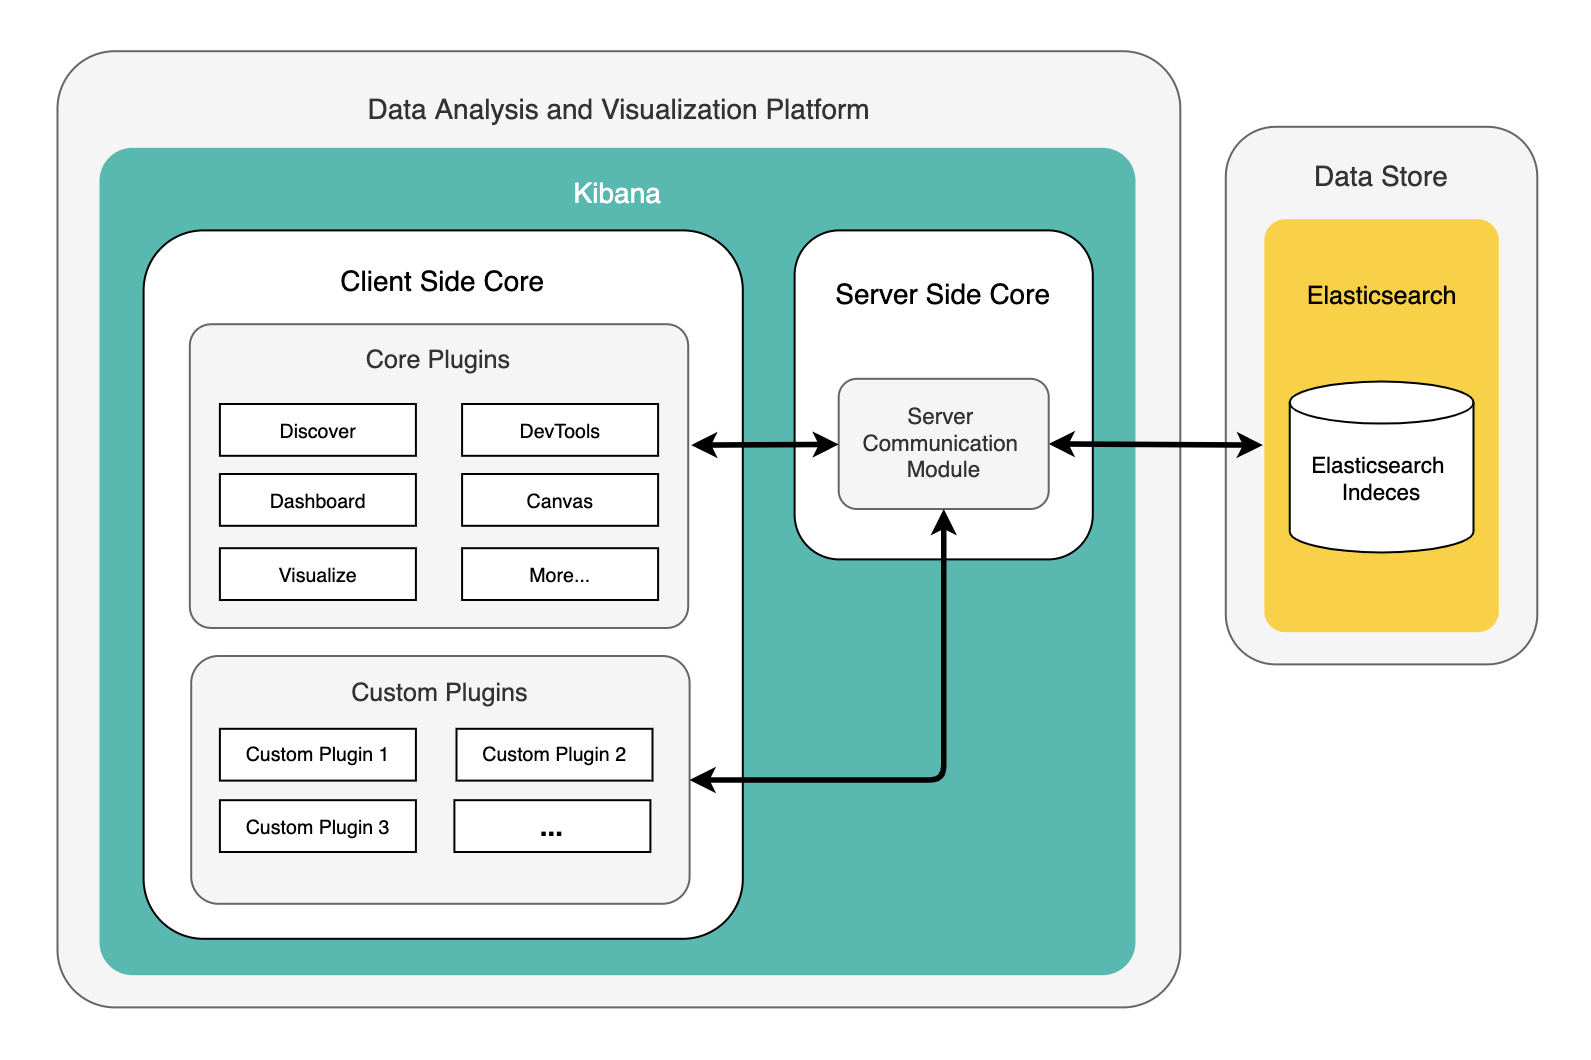 Data Analysis and Visualization Platform
Kibana
Client Side Core
Core Plugins
Discover
DevTools
Dashboard
Canvas
Visualize
More...
Custom Plugins
Custom Plugin 1
Custom Plugin 2
Custom Plugin 3
...
Server Side Core
Server
Communication
Module
Data Store
Elasticsearch
Elasticsearch
Indeces